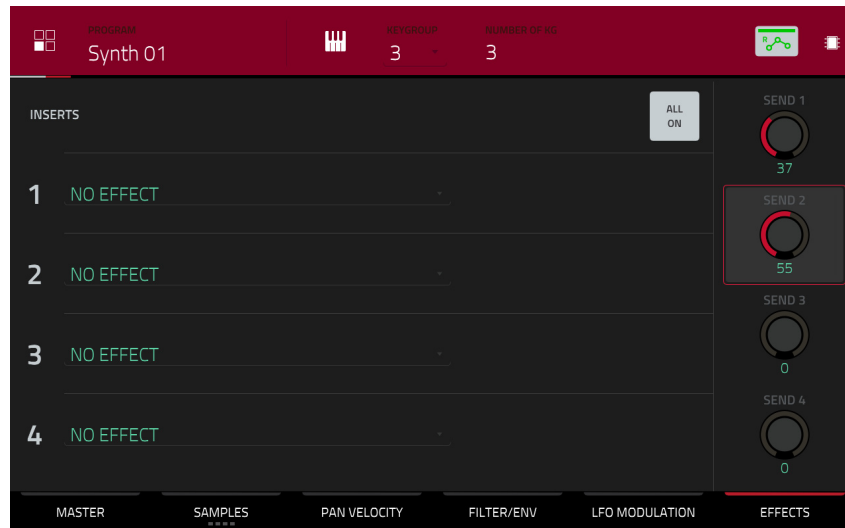 PROGRAM
Synth 01
KEYGROUP
3
NUMBER OF KG
3
R
INSERTS
ALL
ON
1 NO EFFECT
2 NO EFFECT
3 NO EFFECT
4 NO EFFECT
SEND 1
37
SEND 2
55
SEND 3
0
SEND 4
0
MASTER SAMPLES PAN VELOCITY FILTER/ENV LFO MODULATION EFFECTS